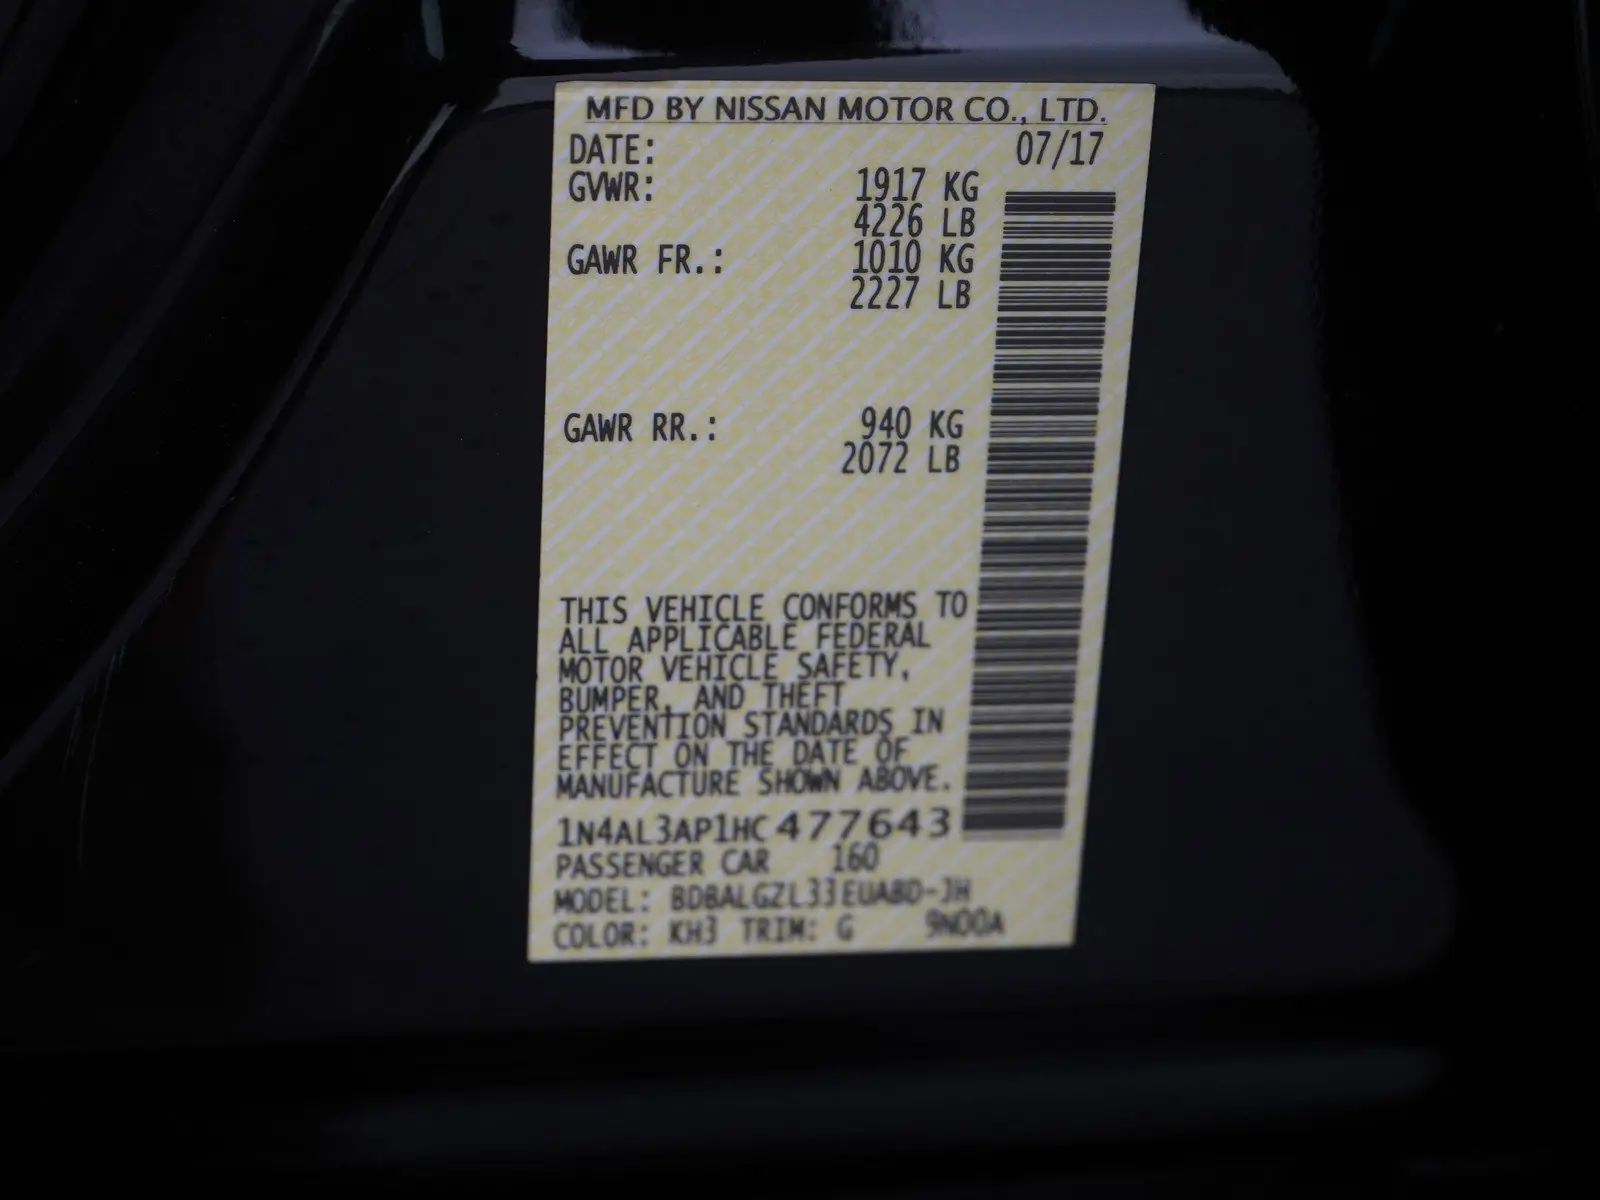 MFD BY NISSAN MOTOR CO., LTD.
DATE: 07/17
GVWR: 1917 KG
4226 LB
GAWR FR.: 1010 KG
2227 LB
GAWR RR.: 940 KG
2072 LB
THIS VEHICLE CONFORMS TO
ALL APPLICABLE FEDERAL
MOTOR VEHICLE SAFETY,
BUMPER, AND THEFT
PREVENTION STANDARDS IN
EFFECT ON THE DATE OF
MANUFACTURE SHOWN ABOVE.
1N4AL3AP1HC477643
PASSENGER CAR 160
MODEL: BDBALGZL33EUABD-3H
COLOR: KH3 TRIM: G 9N00A